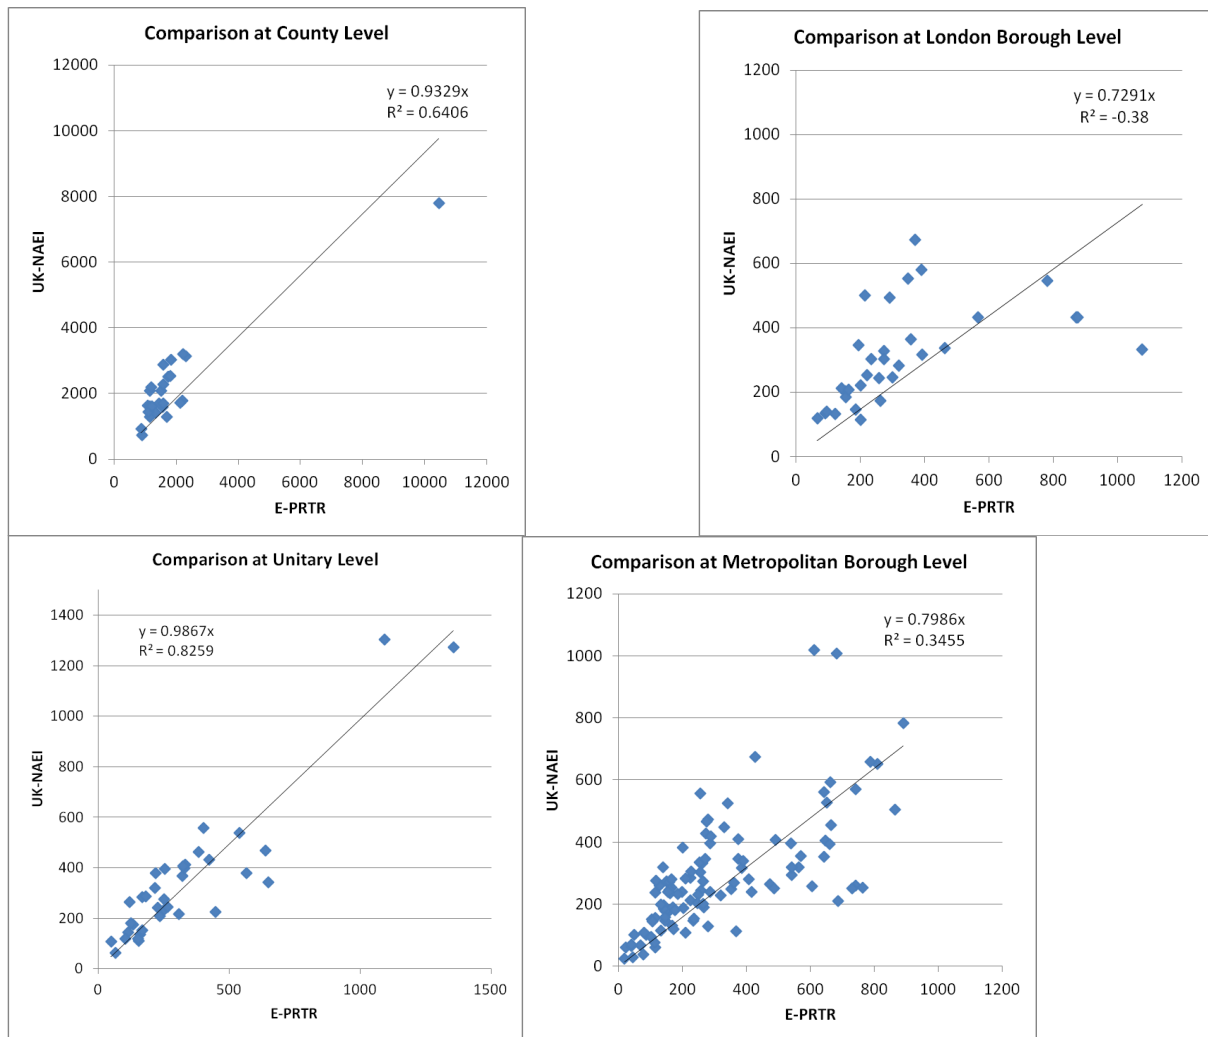 Comparison at County Level
12000
10000
8000
6000
4000
2000
0
0 2000 4000 6000 8000 10000 12000
UK-NAEI
E-PRTR
y = 0.9329x
R² = 0.6406
Comparison at London Borough Level
1200
1000
800
600
400
200
0
0 200 400 600 800 1000 1200
UK-NAEI
E-PRTR
y = 0.7291x
R² = -0.38
Comparison at Unitary Level
1400
1200
1000
800
600
400
200
0
0 500 1000 1500
UK-NAEI
E-PRTR
y = 0.9867x
R² = 0.8259
Comparison at Metropolitan Borough Level
1200
1000
800
600
400
200
0
0 200 400 600 800 1000 1200
UK-NAEI
E-PRTR
y = 0.7986x
R² = 0.3455